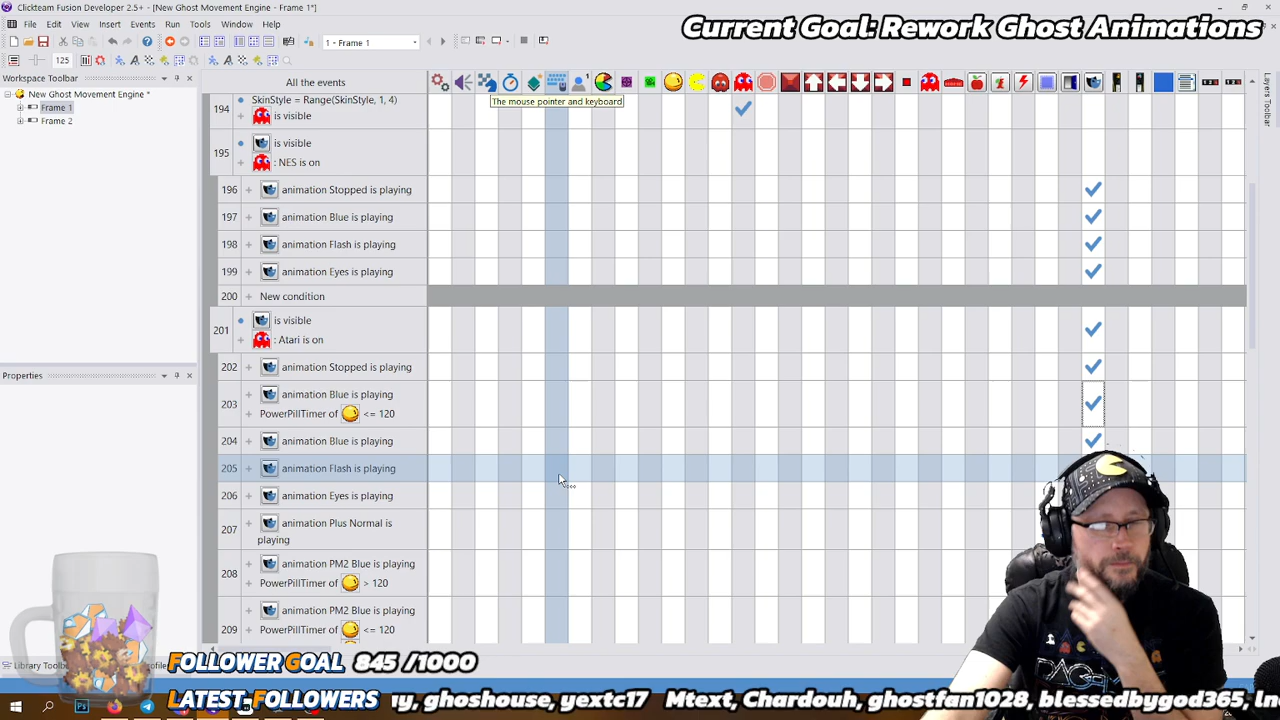 Clickteam Fusion Developer 2.5+ - [New Ghost Movement Engine - Frame 1*]
Current Goal: Rework Ghost Animations
File Edit View Insert Events Run Tools Window Help
1 - Frame 1
125
Workspace Toolbar
All the events
Layers Toolbar
New Ghost Movement Engine *
Frame 1
Frame 2
The mouse pointer and keyboard
194 SkinStyle = Range(SkinStyle, 1, 4)
is visible
195 is visible
: NES is on
196 animation Stopped is playing
197 animation Blue is playing
198 animation Flash is playing
199 animation Eyes is playing
200 New condition
201 is visible
: Atari is on
202 animation Stopped is playing
Properties
203 animation Blue is playing
PowerPillTimer of <= 120
204 animation Blue is playing
205 animation Flash is playing
206 animation Eyes is playing
207 animation Plus Normal is
playing
208 animation PM2 Blue is playing
PowerPillTimer of > 120
209 animation PM2 Blue is playing
PowerPillTimer of <= 120
Follower Goal 845 /1000
Latest Followers ty, ghoshouse, yextc17 Mtext, Chardouh, ghostfan1028, blessedbygod365, ln